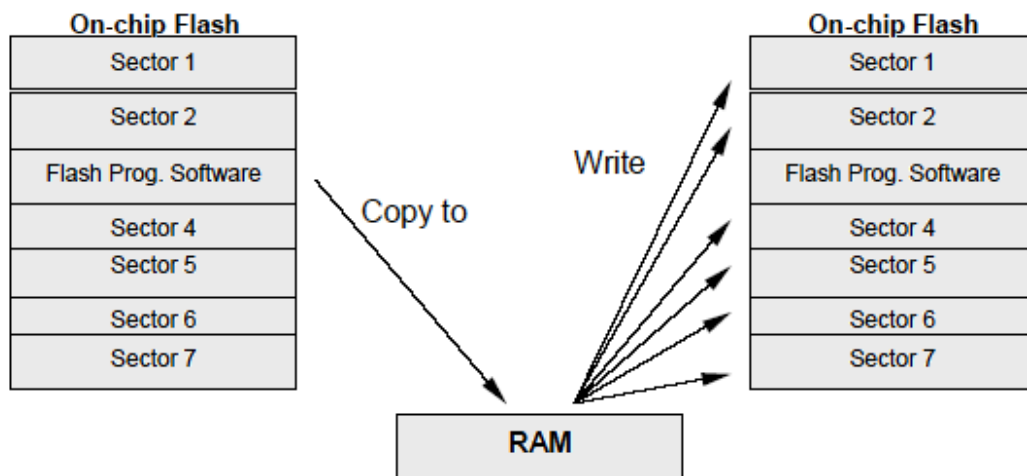 On-chip Flash
Sector 1
Sector 2
Flash Prog. Software
Sector 4
Sector 5
Sector 6
Sector 7
Copy to
RAM
Write
On-chip Flash
Sector 1
Sector 2
Flash Prog. Software
Sector 4
Sector 5
Sector 6
Sector 7